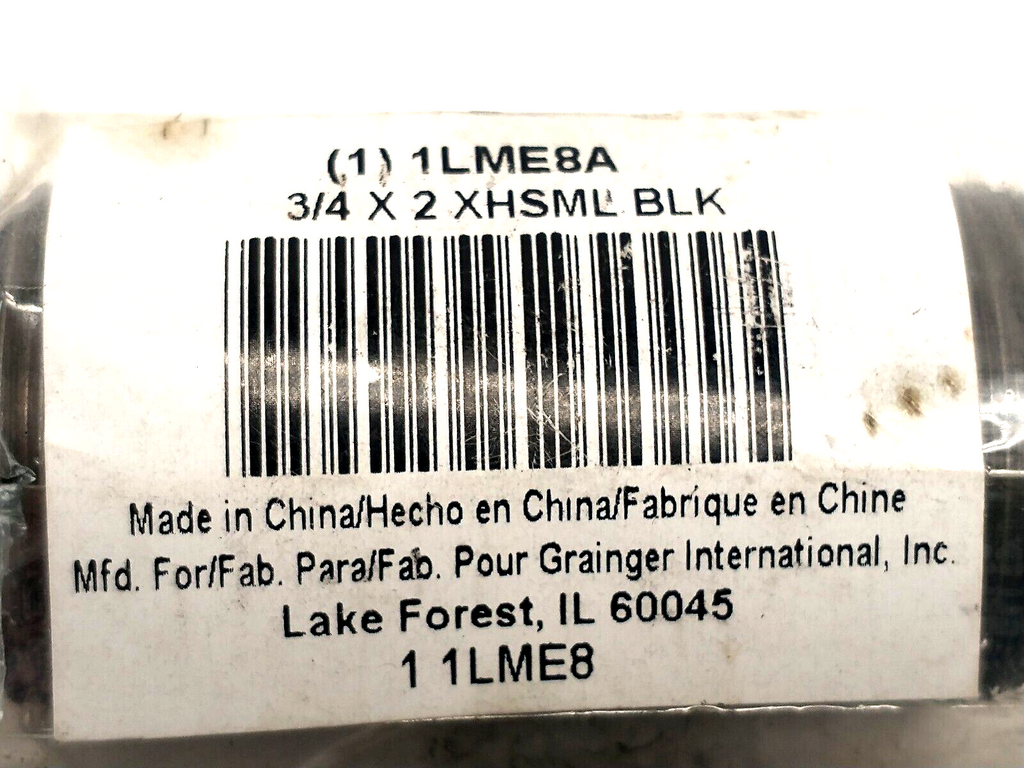 (1) 1LME8A
3/4 X 2 XHSML BLK
Made in China/Hecho en China/Fabrique en Chine
Mfd. For/Fab. Para/Fab. Pour Grainger International, Inc.
Lake Forest, IL 60045
1 1LME8